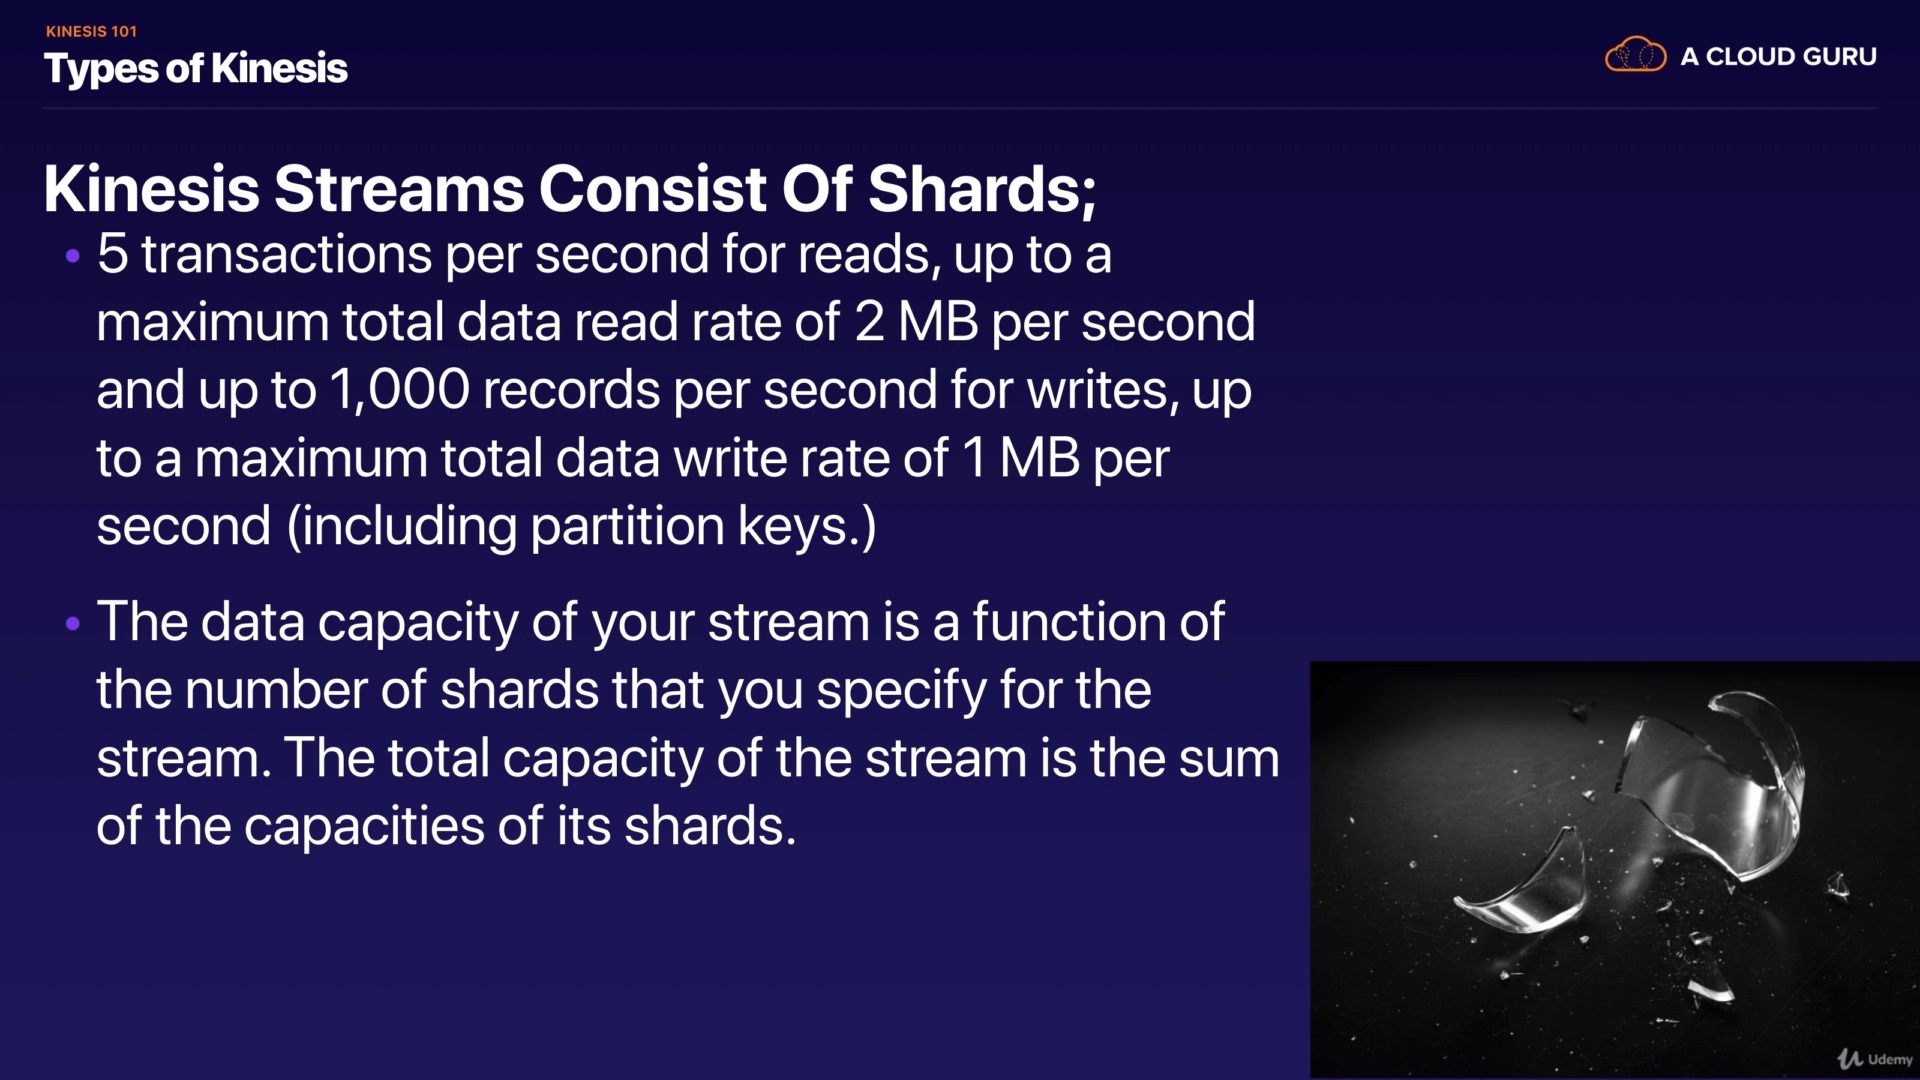 KINESIS 101
Types of Kinesis
A CLOUD GURU
Kinesis Streams Consist Of Shards;
• 5 transactions per second for reads, up to a
maximum total data read rate of 2 MB per second
and up to 1,000 records per second for writes, up
to a maximum total data write rate of 1 MB per
second (including partition keys.)
• The data capacity of your stream is a function of
the number of shards that you specify for the
stream. The total capacity of the stream is the sum
of the capacities of its shards.
Udemy